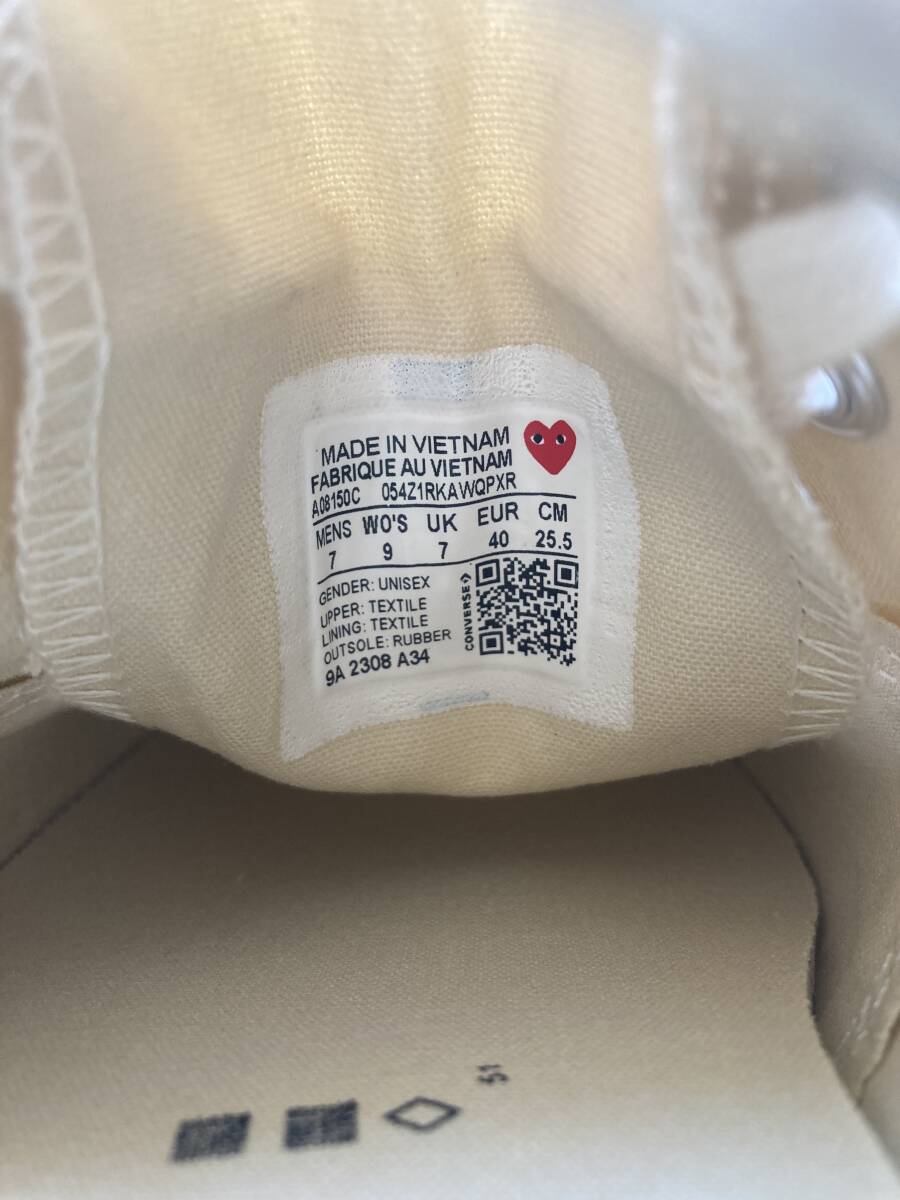 MADE IN VIETNAM
FABRIQUE AU VIETNAM
A08150C 054Z1RKAWQPXR
MENS WO'S UK EUR CM
7 9 7 40 25.5
GENDER: UNISEX
UPPER: TEXTILE
LINING: TEXTILE
OUTSOLE: RUBBER
9A 2308 A34
CONVERSE
51